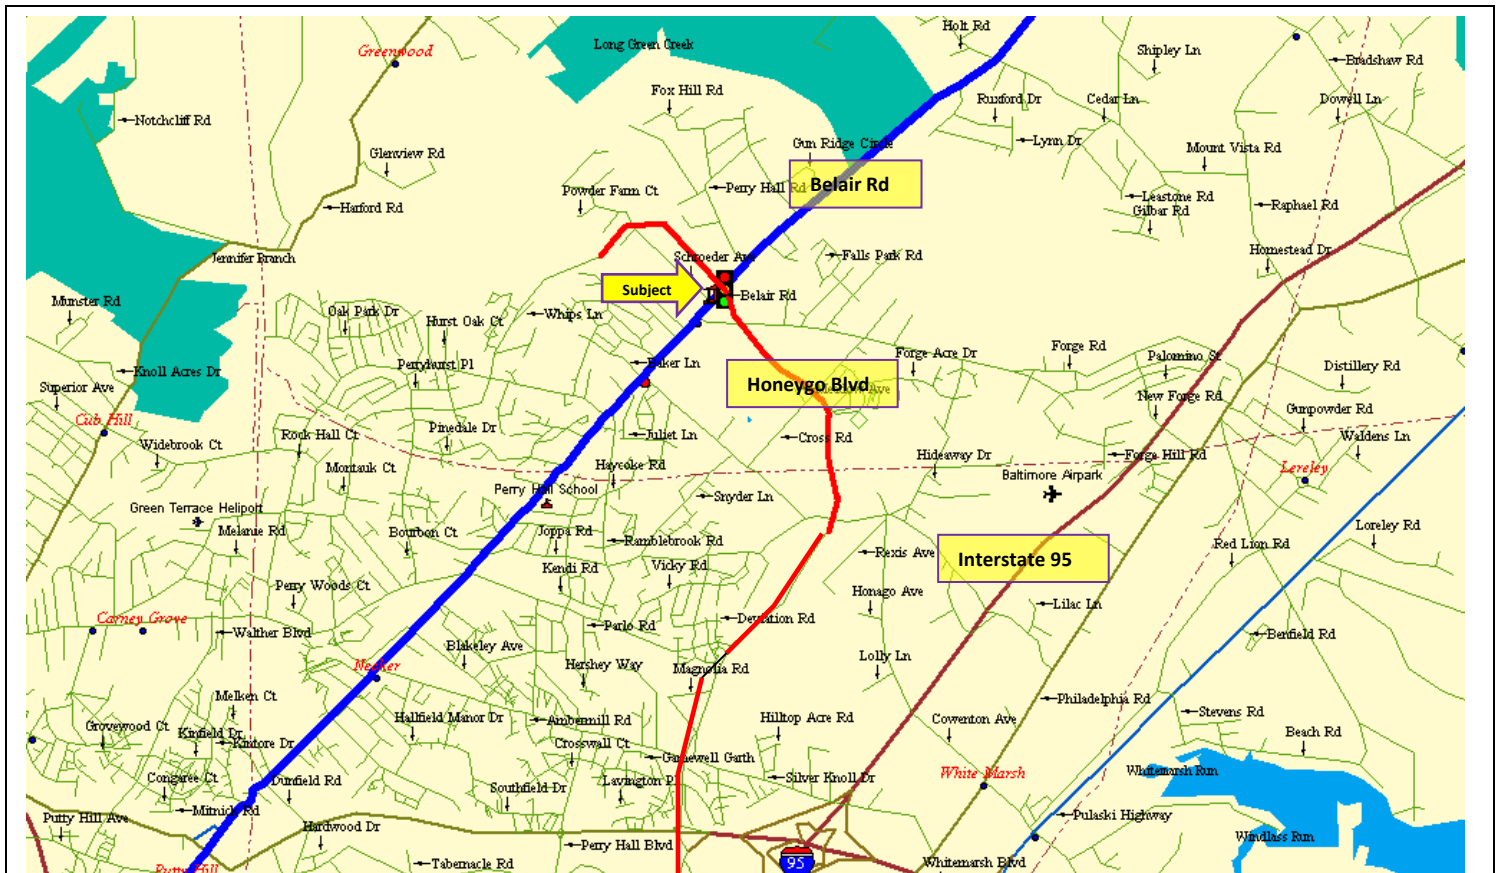 Holt Rd
Greenwood
Long Green Creek
Shipley Ln
Bradshaw Rd
Fox Hill Rd
Ruxford Dr
Cedar Ln
Dowell Ln
Notchcliff Rd
Glenview Rd
Gun Ridge Circle
Lynn Dr
Mount Vista Rd
Powder Farm Ct
Perry Hall Rd
Belair Rd
Leastone Rd
Gilbar Rd
Raphael Rd
Harford Rd
Jennifer Branch
Schroeder Ave
Falls Park Rd
Homestead Dr
Subject
Belair Rd
Munster Rd
Oak Park Dr
Hurst Oak Ct
Whips Ln
Baker Ln
Forge Acre Dr
Forge Rd
Palomino St
Distillery Rd
Knoll Acres Dr
Perryhurst Pl
Honeygo Blvd
Ave
Superior Ave
New Forge Rd
Gunpowder Rd
Cub Hill
Widebrook Ct
Rock Hall Ct
Pinedale Dr
Juliet Ln
Cross Rd
Waldens Ln
Montauk Ct
Haycoke Rd
Hideaway Dr
Forge Hill Rd
Lereley
Baltimore Airpark
Perry Hall School
Snyder Ln
Green Terrace Heliport
Melanie Rd
Bourbon Ct
Joppa Rd
Ramblebrook Rd
Rexis Ave
Interstate 95
Red Lion Rd
Loreley Rd
Kendi Rd
Vicky Rd
Perry Woods Ct
Honago Ave
Lilac Ln
Carney Grove
Walther Blvd
Parlo Rd
Deviation Rd
Benfield Rd
Blakeley Ave
Necker
Hershey Way
Magnolia Rd
Lolly Ln
Melken Ct
Philadelphia Rd
Stevens Rd
Grovewood Ct
Kinfield Dr
Kintore Dr
Hallfield Manor Dr
Ambermill Rd
Hilltop Acre Rd
Cowenton Ave
Beach Rd
Crosswall Ct
Gamewell Garth
Congaree Ct
Dunfield Rd
Southfield Dr
Lavington Pl
Silver Knoll Dr
White Marsh
Whitemarsh Run
Mitnick Rd
Putty Hill Ave
Hardwood Dr
Pulaski Highway
Perry Hall Blvd
Windlass Run
Tabernacle Rd
95
Whitemarsh Blvd
Putty Hill